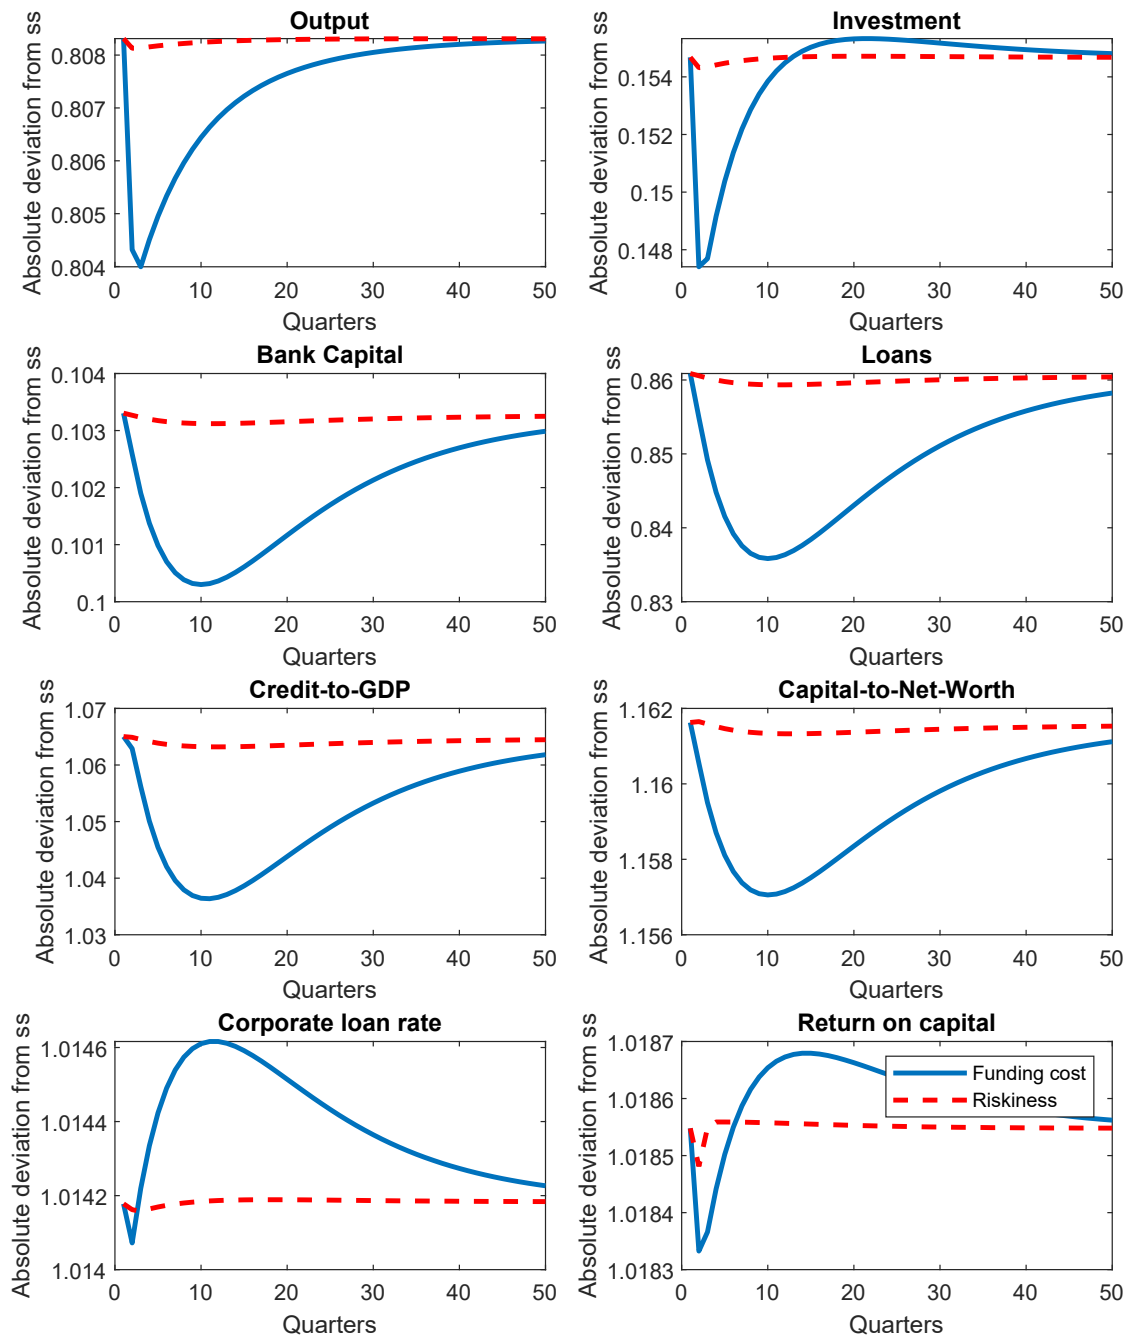 Output
Absolute deviation from ss
0.808
0.807
0.806
0.805
0.804
0 10 20 30 40 50
Quarters
Investment
Absolute deviation from ss
0.154
0.152
0.15
0.148
0 10 20 30 40 50
Quarters
Bank Capital
Absolute deviation from ss
0.104
0.103
0.102
0.101
0.1
0 10 20 30 40 50
Quarters
Loans
Absolute deviation from ss
0.86
0.85
0.84
0.83
0 10 20 30 40 50
Quarters
Credit-to-GDP
Absolute deviation from ss
1.07
1.06
1.05
1.04
1.03
0 10 20 30 40 50
Quarters
Capital-to-Net-Worth
Absolute deviation from ss
1.162
1.16
1.158
1.156
0 10 20 30 40 50
Quarters
Corporate loan rate
Absolute deviation from ss
1.0146
1.0144
1.0142
1.014
0 10 20 30 40 50
Quarters
Return on capital
Absolute deviation from ss
1.0187
1.0186
1.0185
1.0184
1.0183
0 10 20 30 40 50
Quarters
Funding cost
Riskiness